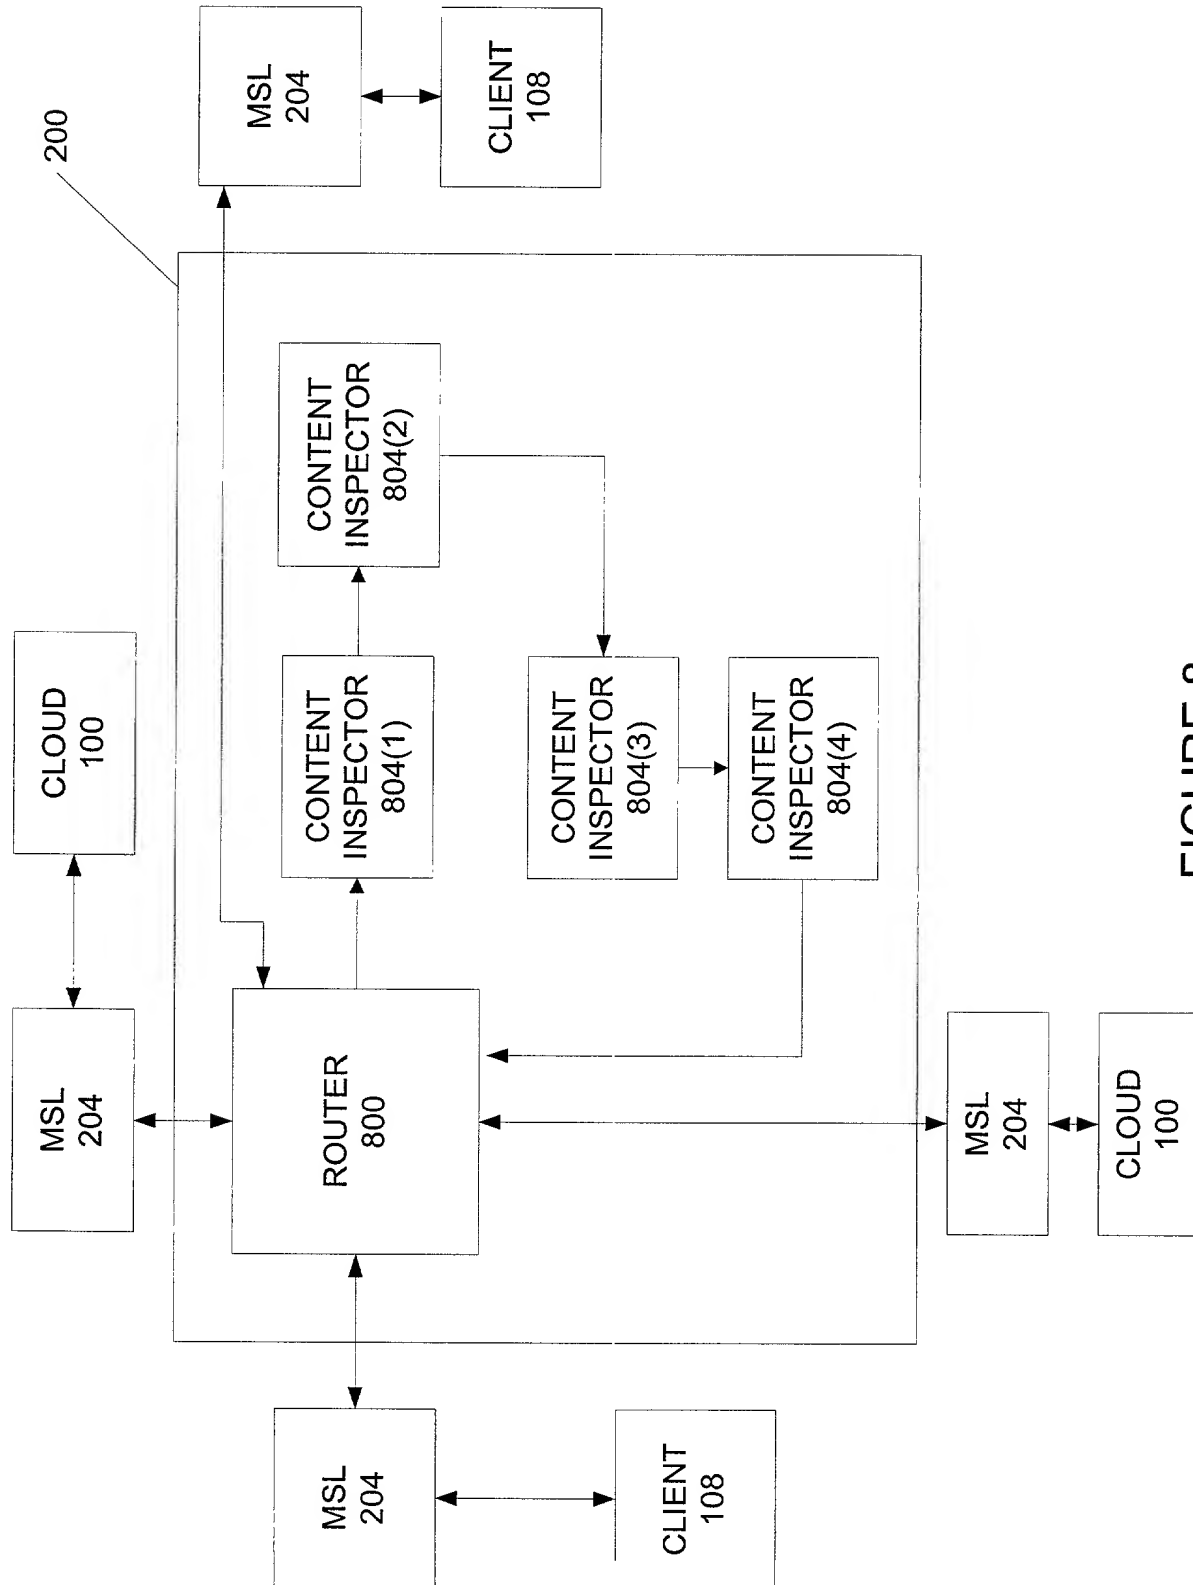 MSL
204
CLOUD
100
200
MSL
204
MSL
204
ROUTER
800
CONTENT
INSPECTOR
804(1)
CONTENT
INSPECTOR
804(2)
CLIENT
108
CONTENT
INSPECTOR
804(3)
CLIENT
108
CONTENT
INSPECTOR
804(4)
MSL
204
CLOUD
100
FIGURE